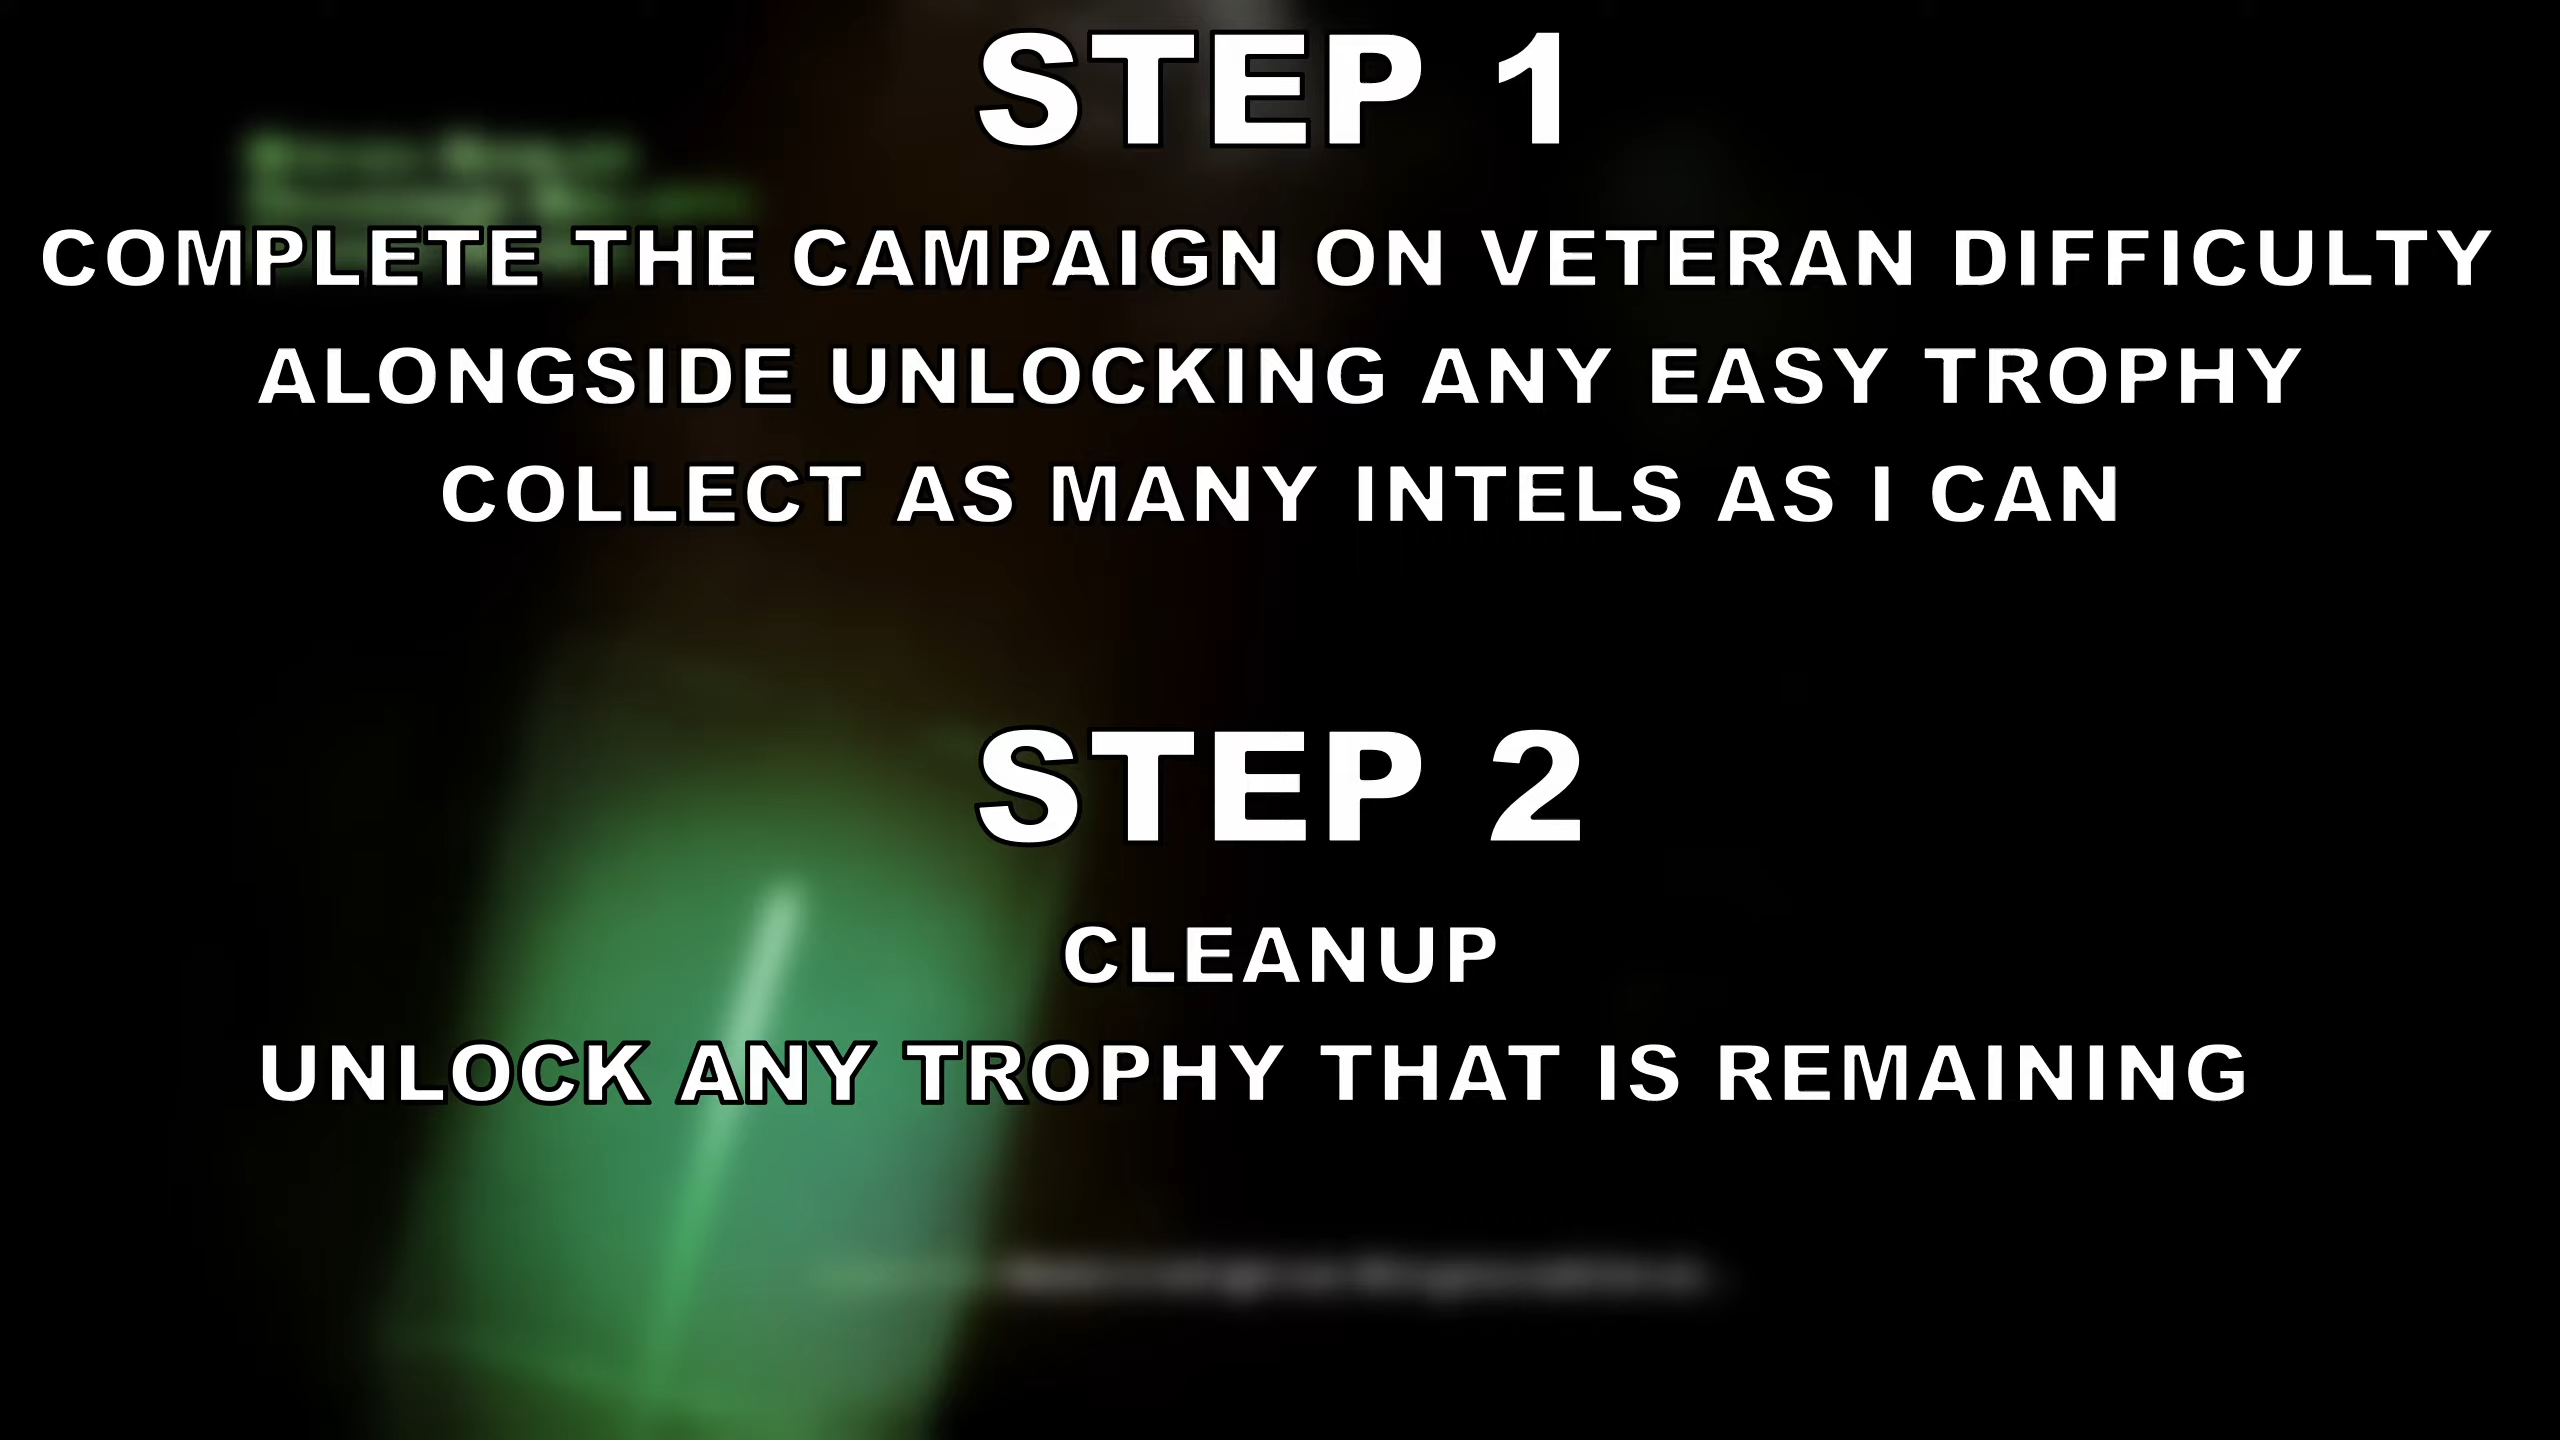 STEP 1
COMPLETE THE CAMPAIGN ON VETERAN DIFFICULTY
ALONGSIDE UNLOCKING ANY EASY TROPHY
COLLECT AS MANY INTELS AS I CAN
STEP 2
CLEANUP
UNLOCK ANY TROPHY THAT IS REMAINING